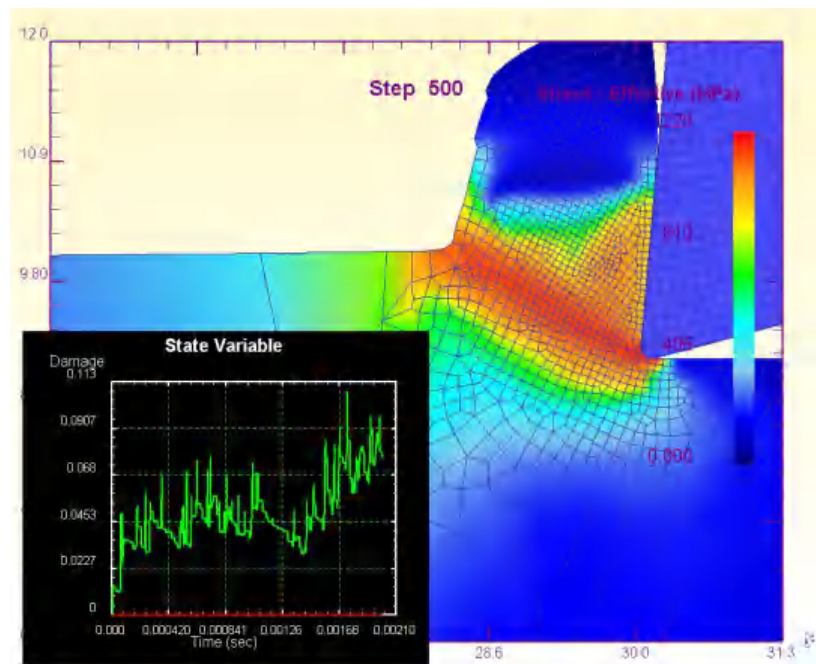 12.0
Step 500
Stress - Effective (MPa)
10.9
810
9.80
405
State Variable
Damage
0.113
0.0907
0.068
0.0453
0.0227
0
0.000 0.000420 0.000841 0.00126 0.00168 0.00210
Time (sec)
0.000
28.6 30.0 31.3